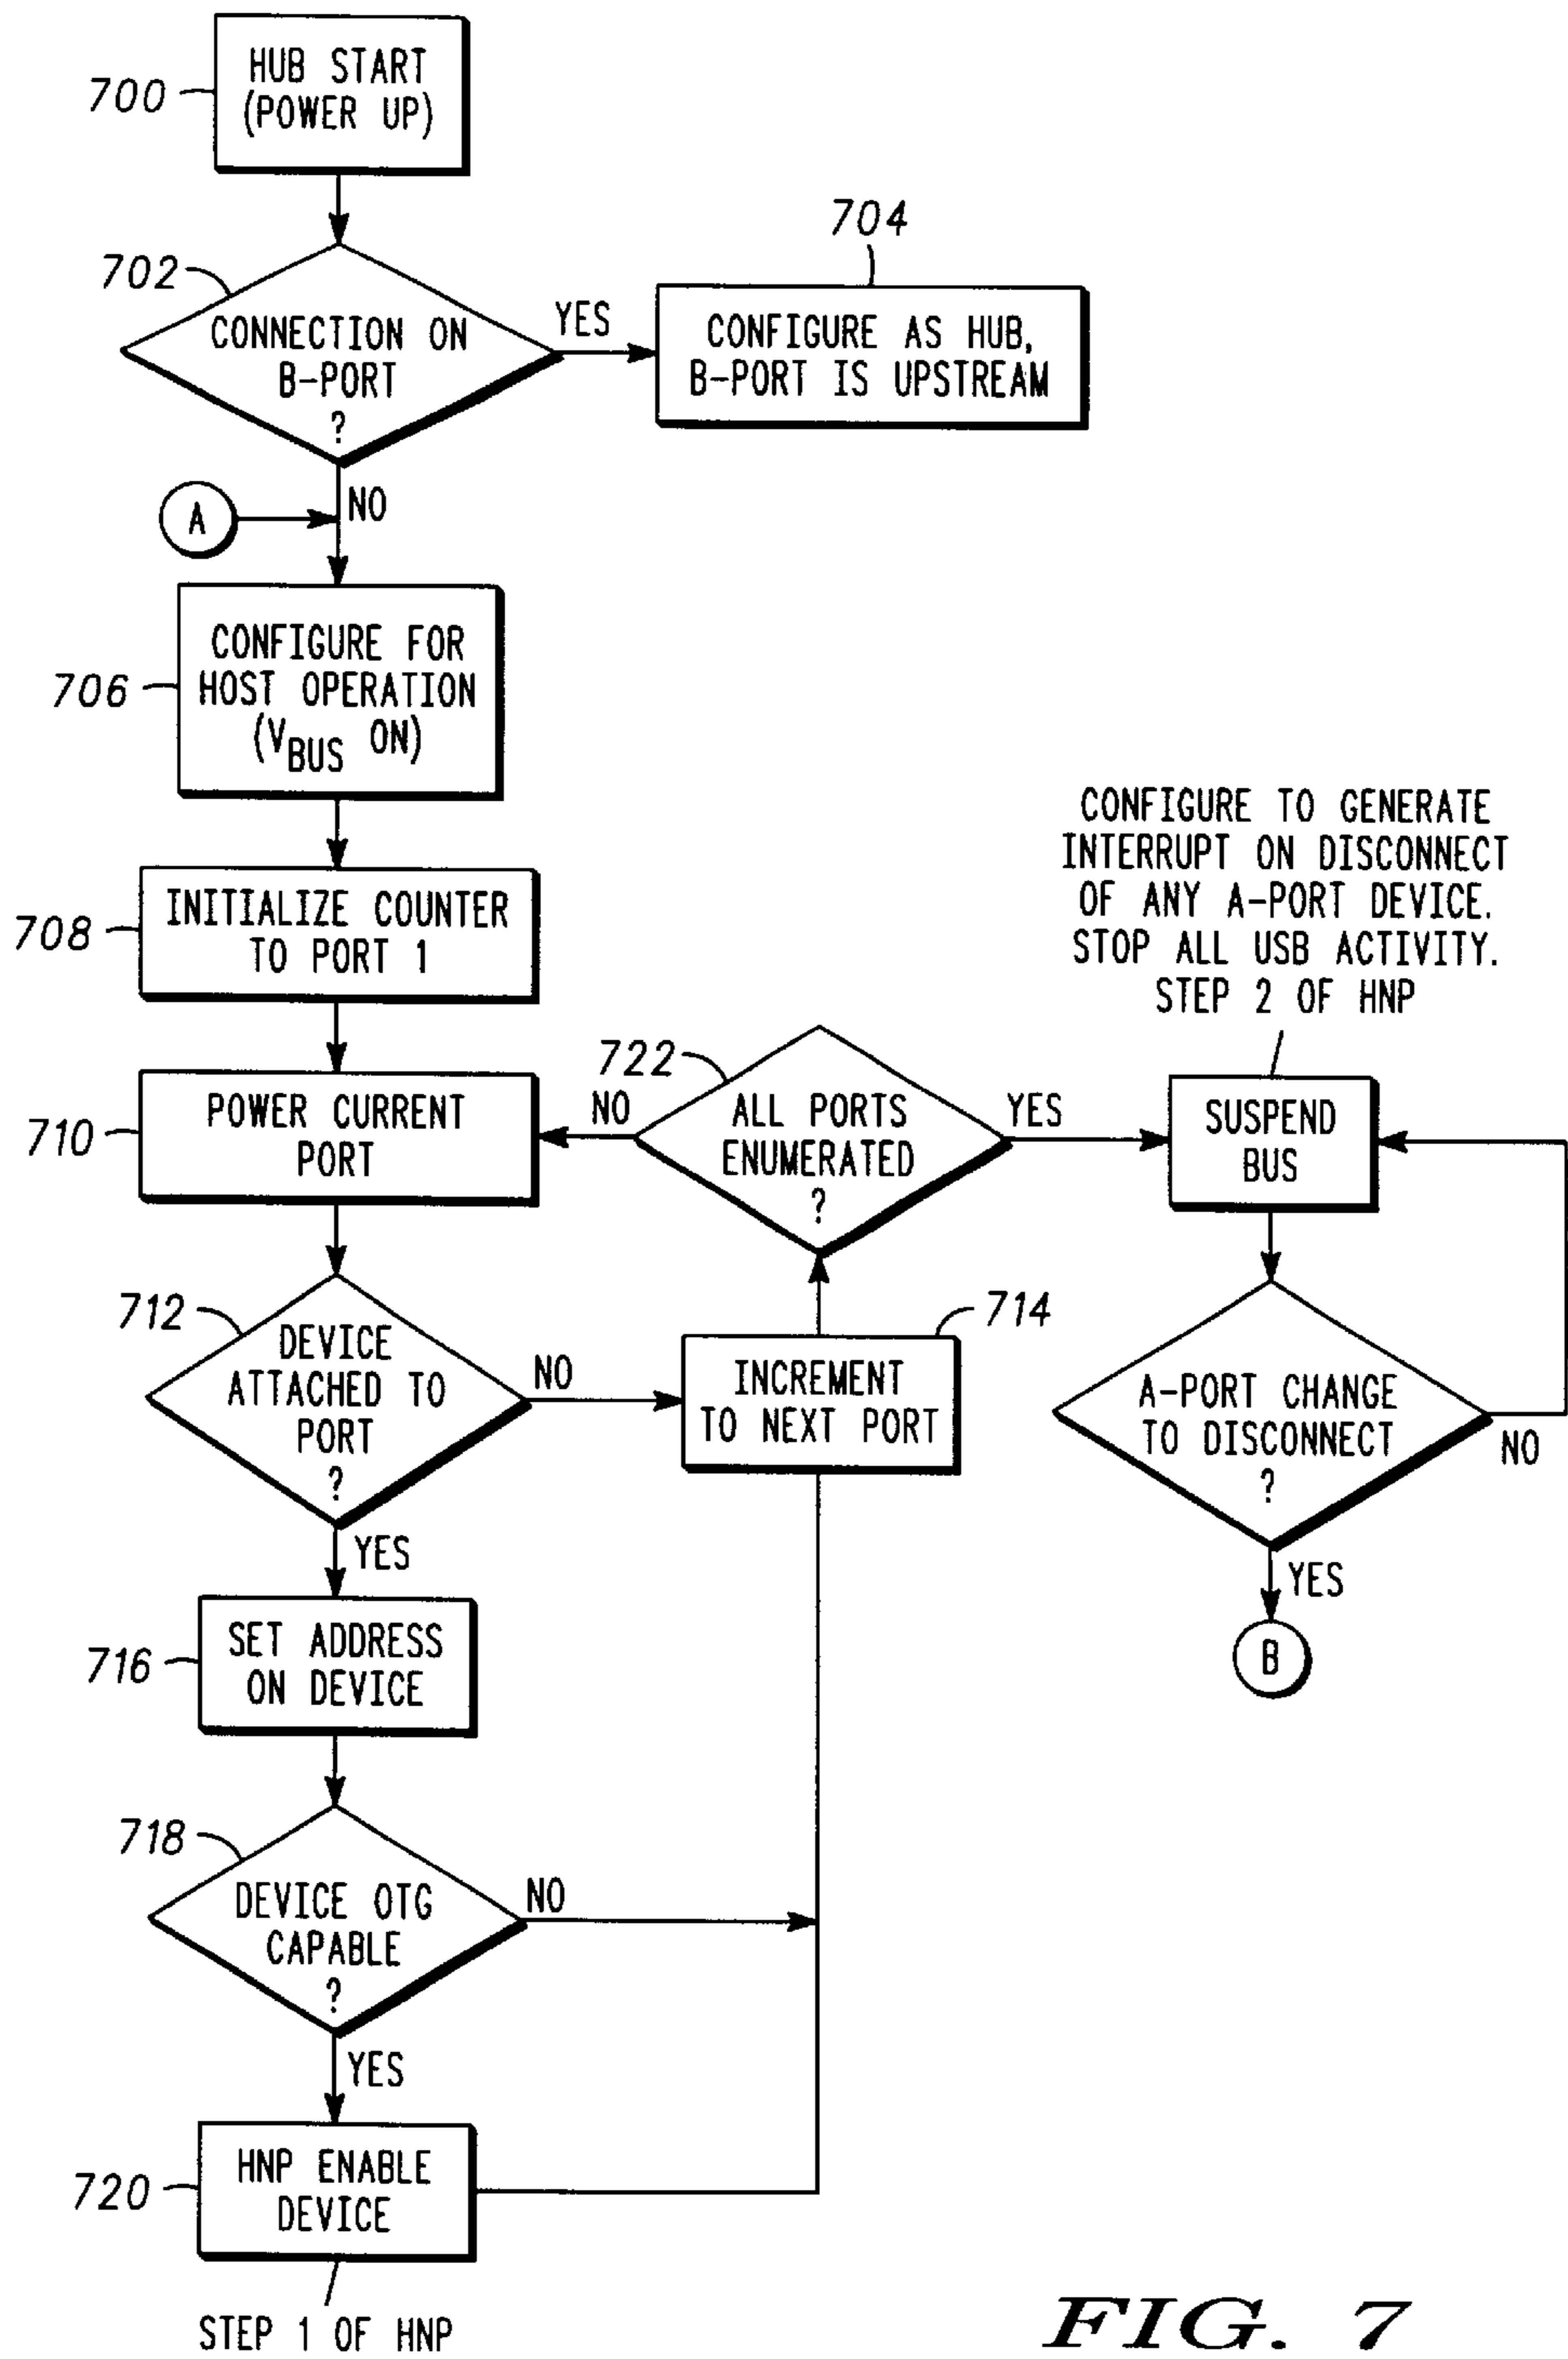 700
HUB START
(POWER UP)
702
CONNECTION ON
B-PORT
?
YES
704
CONFIGURE AS HUB,
B-PORT IS UPSTREAM
A
NO
706
CONFIGURE FOR
HOST OPERATION
(VBUS ON)
708
INITIALIZE COUNTER
TO PORT 1
710
POWER CURRENT
PORT
712
DEVICE
ATTACHED TO
PORT
?
NO
YES
714
INCREMENT
TO NEXT PORT
716
SET ADDRESS
ON DEVICE
718
DEVICE OTG
CAPABLE
?
NO
YES
720
HNP ENABLE
DEVICE
STEP 1 OF HNP
722
ALL PORTS
ENUMERATED
?
NO
YES
CONFIGURE TO GENERATE
INTERRUPT ON DISCONNECT
OF ANY A-PORT DEVICE.
STOP ALL USB ACTIVITY.
STEP 2 OF HNP
SUSPEND
BUS
A-PORT CHANGE
TO DISCONNECT
?
NO
YES
B
FIG. 7